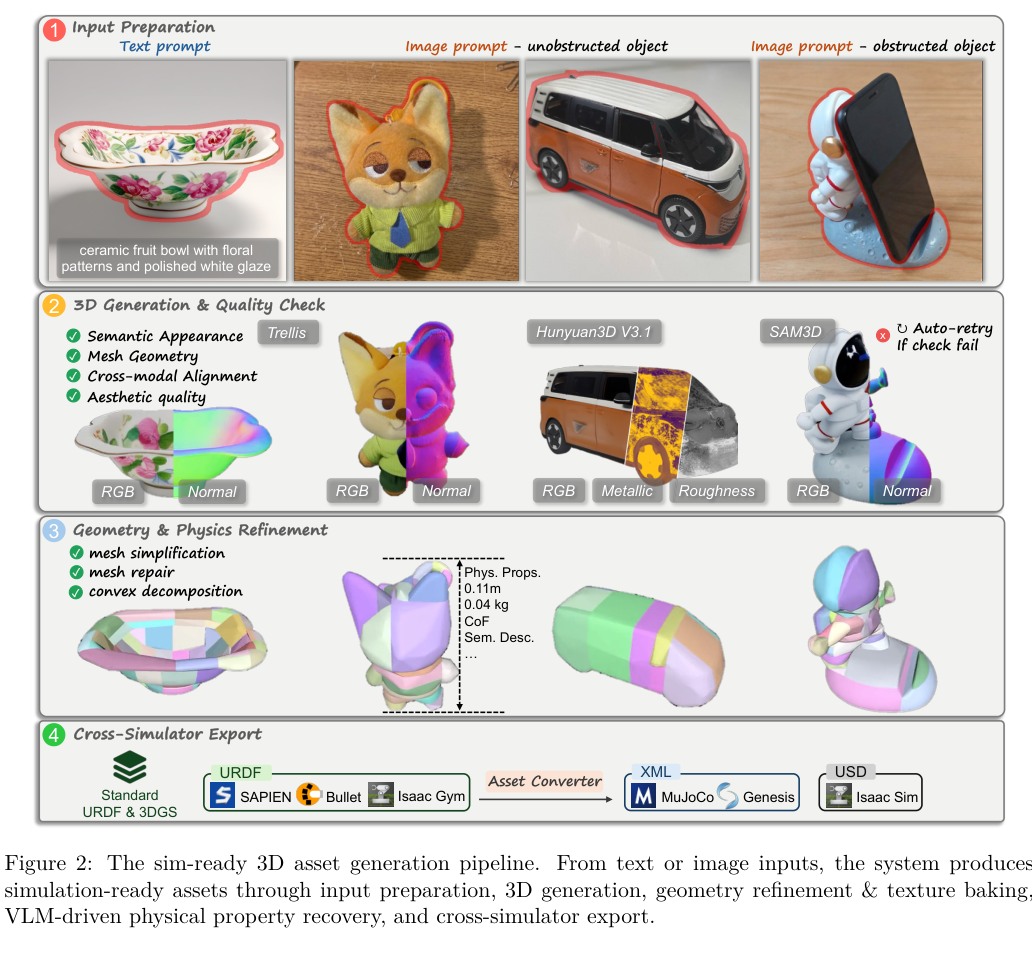 1 Input Preparation
Text prompt
Image prompt - unobstructed object
Image prompt - obstructed object
ceramic fruit bowl with floral
patterns and polished white glaze
2 3D Generation & Quality Check
Semantic Appearance
Mesh Geometry
Cross-modal Alignment
Aesthetic quality
Trellis
Hunyuan3D V3.1
SAM3D
x ↻ Auto-retry
If check fail
RGB Normal
RGB Normal
RGB Metallic Roughness
RGB Normal
3 Geometry & Physics Refinement
mesh simplification
mesh repair
convex decomposition
Phys. Props.
0.11m
0.04 kg
CoF
Sem. Desc.
...
4 Cross-Simulator Export
Standard
URDF & 3DGS
URDF
S SAPIEN Bullet Isaac Gym
Asset Converter
XML
M MuJoCo Genesis
USD
Isaac Sim
Figure 2: The sim-ready 3D asset generation pipeline. From text or image inputs, the system produces
simulation-ready assets through input preparation, 3D generation, geometry refinement & texture baking,
VLM-driven physical property recovery, and cross-simulator export.